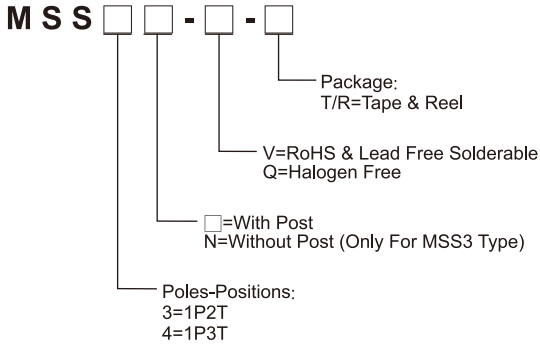 MSS□□-□-□
Package:
T/R=Tape & Reel
V=RoHS & Lead Free Solderable
Q=Halogen Free
□=With Post
N=Without Post (Only For MSS3 Type)
Poles-Positions:
3=1P2T
4=1P3T